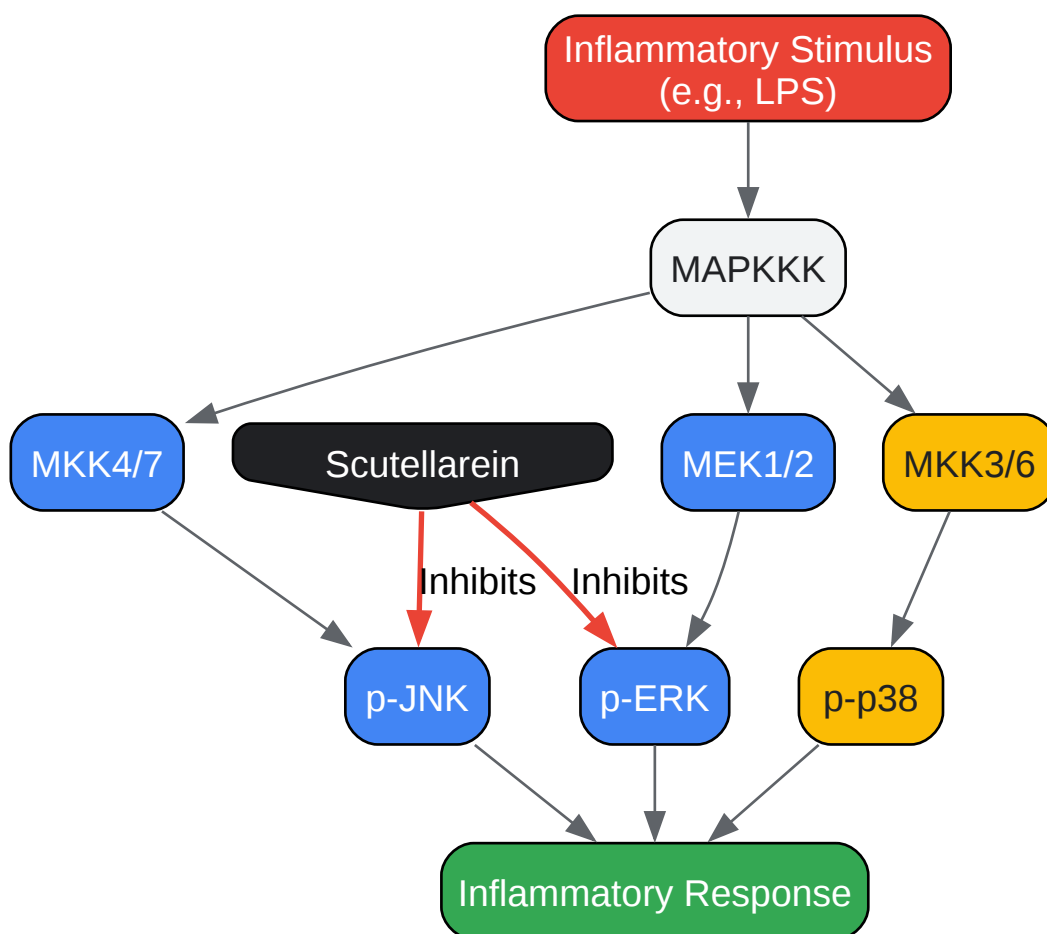 Inflammatory Stimulus
(e.g., LPS)
MAPKKK
MKK4/7
Scutellarein
MEK1/2
MKK3/6
Inhibits
Inhibits
p-JNK
p-ERK
p-p38
Inflammatory Response